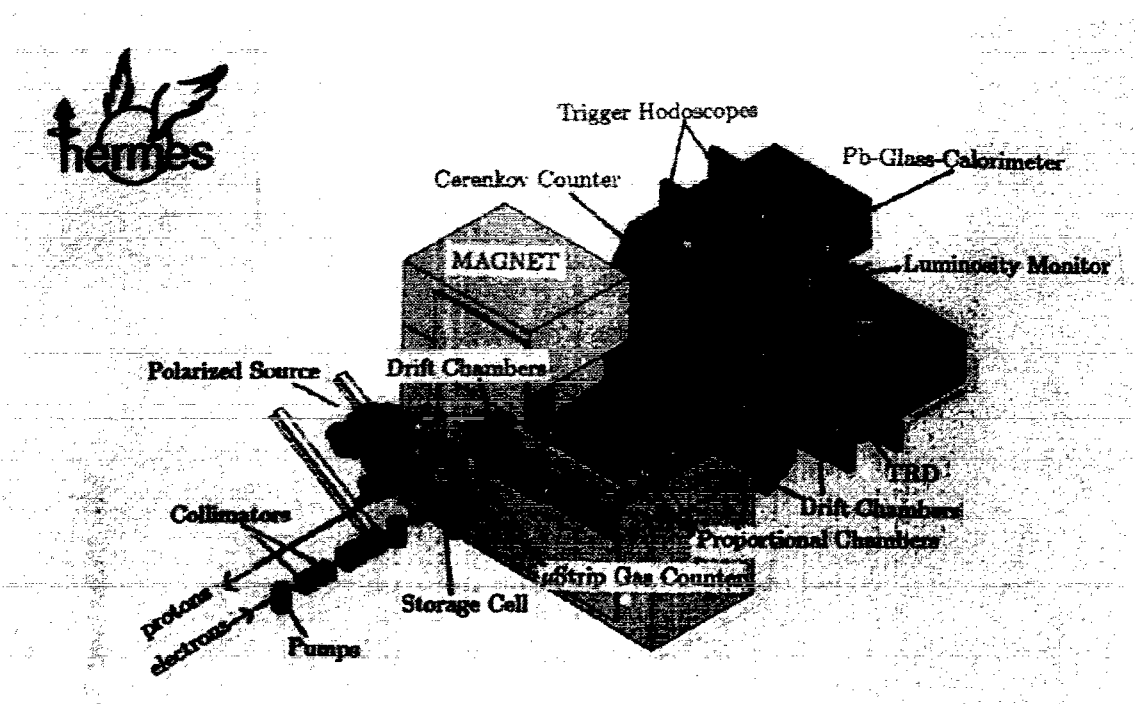 hermes
Trigger Hodoscopes
Pb-Glass-Calorimeter
Cerenkov Counter
MAGNET
Luminosity Monitor
Drift Chambers
Polarized Source
TRD
Collimators
Drift Chambers
Proportional Chambers
μStrip Gas Counter
protons
Storage Cell
electrons
Pumps